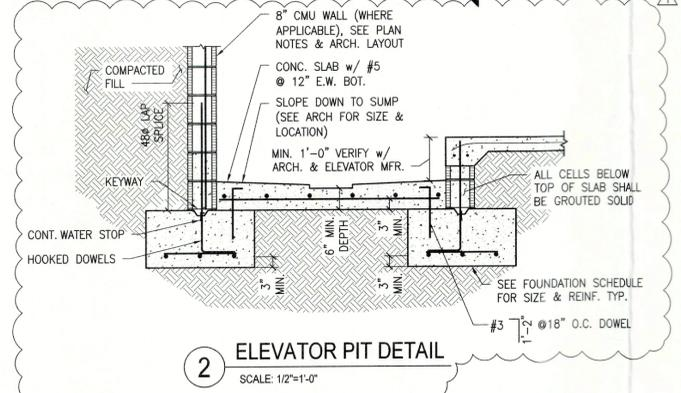 8" CMU WALL (WHERE
APPLICABLE), SEE PLAN
NOTES & ARCH. LAYOUT
COMPACTED
FILL
CONC. SLAB w/ #5
@ 12" E.W. BOT.
SLOPE DOWN TO SUMP
(SEE ARCH FOR SIZE &
LOCATION)
48ø LAP
SPLICE
MIN. 1'-0" VERIFY w/
ARCH. & ELEVATOR MFR.
KEYWAY
ALL CELLS BELOW
TOP OF SLAB SHALL
BE GROUTED SOLID
CONT. WATER STOP
HOOKED DOWELS
6" MIN.
DEPTH
3"
MIN.
3"
MIN.
3"
MIN.
SEE FOUNDATION SCHEDULE
FOR SIZE & REINF. TYP.
#3 1'-2" @18" O.C. DOWEL
2 ELEVATOR PIT DETAIL
SCALE: 1/2"=1'-0"